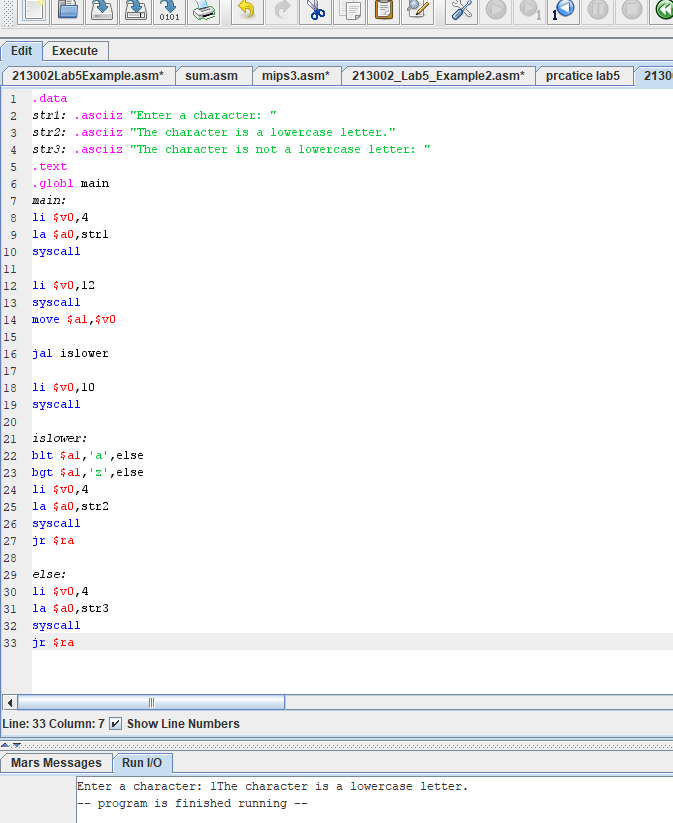 0101
1
1
Edit Execute
213002Lab5Example.asm* sum.asm mips3.asm* 213002_Lab5_Example2.asm* prcatice lab5 2130
1 .data
2 str1: .asciiz "Enter a character: "
3 str2: .asciiz "The character is a lowercase letter."
4 str3: .asciiz "The character is not a lowercase letter: "
5 .text
6 .globl main
7 main:
8 li $v0,4
9 la $a0,str1
10 syscall
11
12 li $v0,12
13 syscall
14 move $a1,$v0
15
16 jal islower
17
18 li $v0,10
19 syscall
20
21 islower:
22 blt $a1,'a',else
23 bgt $a1,'z',else
24 li $v0,4
25 la $a0,str2
26 syscall
27 jr $ra
28
29 else:
30 li $v0,4
31 la $a0,str3
32 syscall
33 jr $ra
Line: 33 Column: 7 Show Line Numbers
Mars Messages Run I/O
Enter a character: lThe character is a lowercase letter.
-- program is finished running --